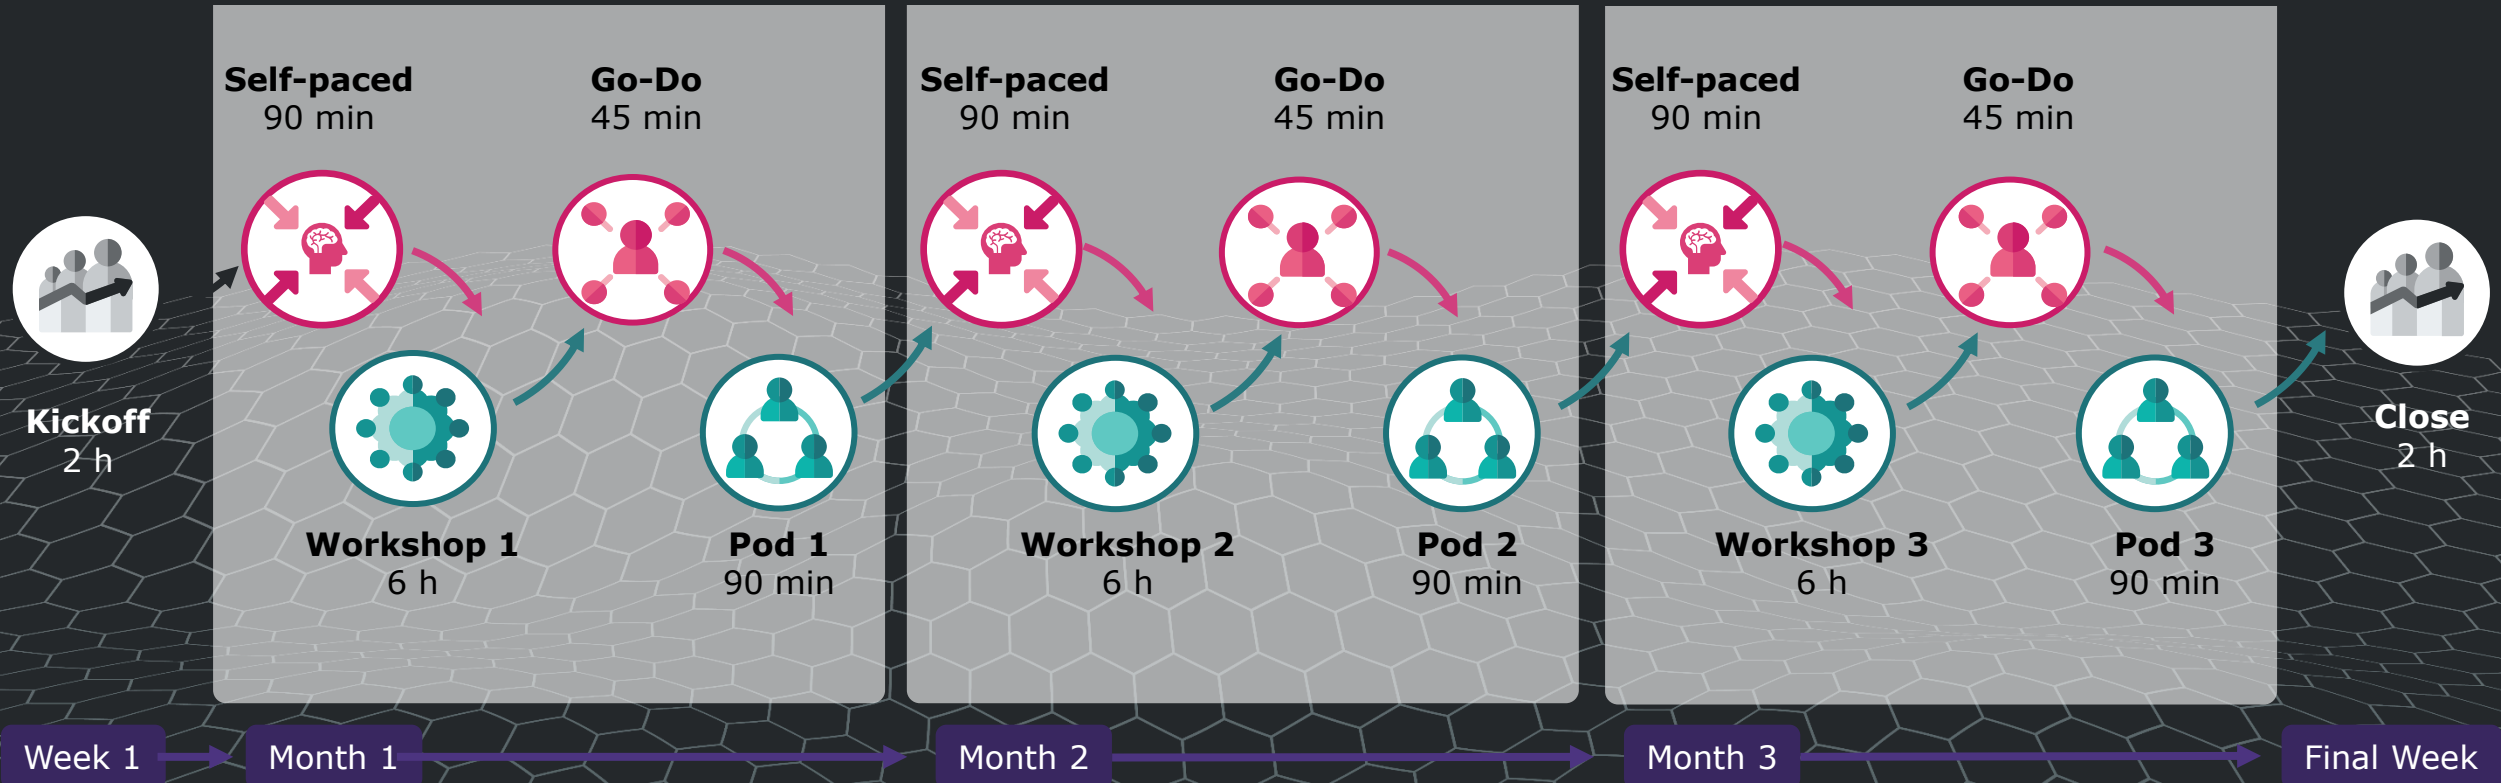 Self-paced
90 min
Go-Do
45 min
Self-paced
90 min
Go-Do
45 min
Self-paced
90 min
Go-Do
45 min
Kickoff
2 h
Close
2 h
Workshop 1
6 h
Pod 1
90 min
Workshop 2
6 h
Pod 2
90 min
Workshop 3
6 h
Pod 3
90 min
Week 1
Month 1
Month 2
Month 3
Final Week